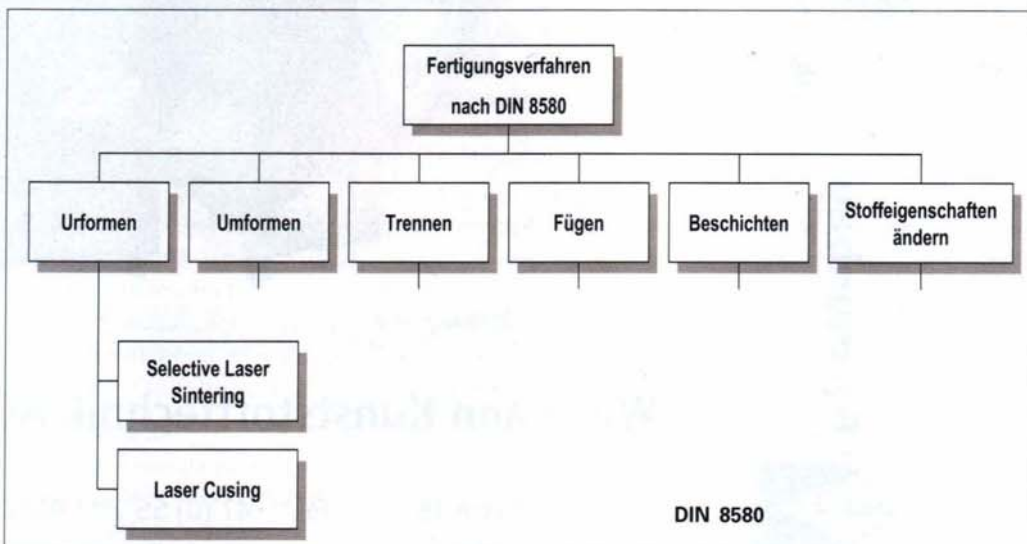 Fertigungsverfahren
nach DIN 8580
Urformen
Umformen
Trennen
Fügen
Beschichten
Stoffeigenschaften
ändern
Selective Laser
Sintering
Laser Cusing
DIN 8580